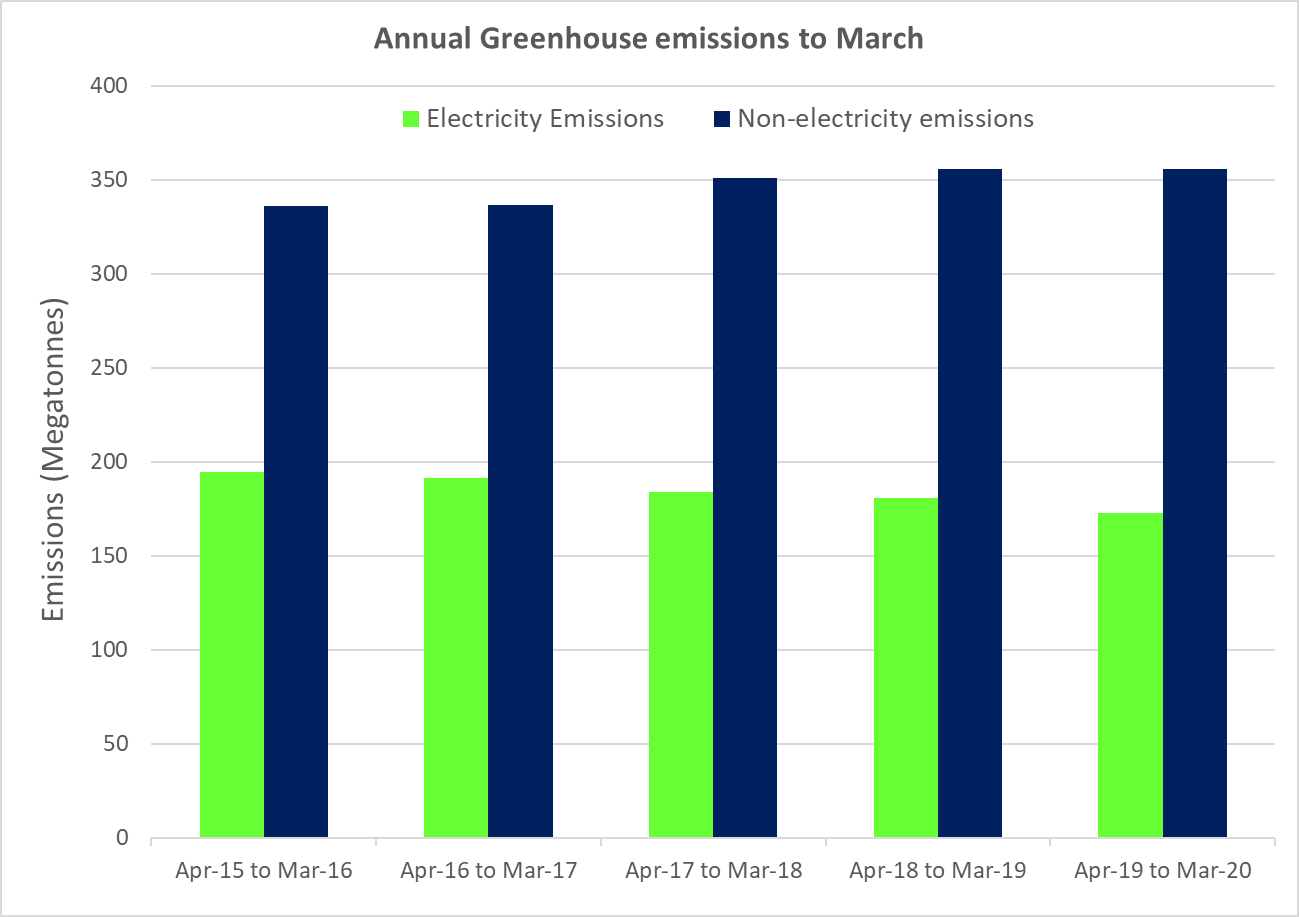 Annual Greenhouse emissions to March
400
Electricity Emissions Non-electricity emissions
350
300
250
200
150
100
50
0
Emissions (Megatonnes)
Apr-15 to Mar-16 Apr-16 to Mar-17 Apr-17 to Mar-18 Apr-18 to Mar-19 Apr-19 to Mar-20